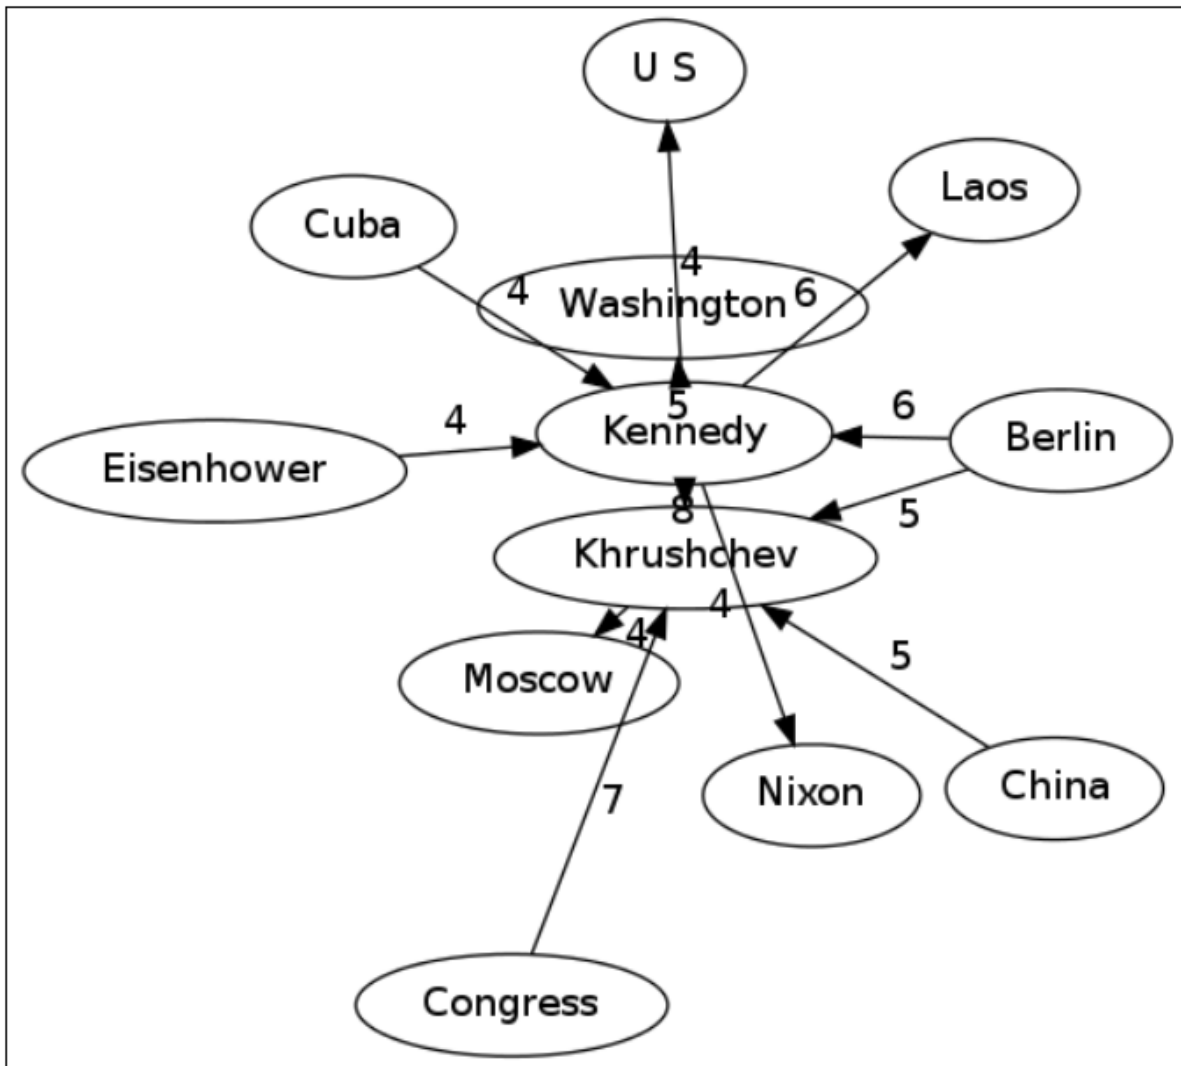 U S
Laos
Cuba
4
4
Washington
6
5
Kennedy
4
6
Berlin
Eisenhower
8
5
Khrushchev
4
4
5
Moscow
7
Nixon
China
Congress